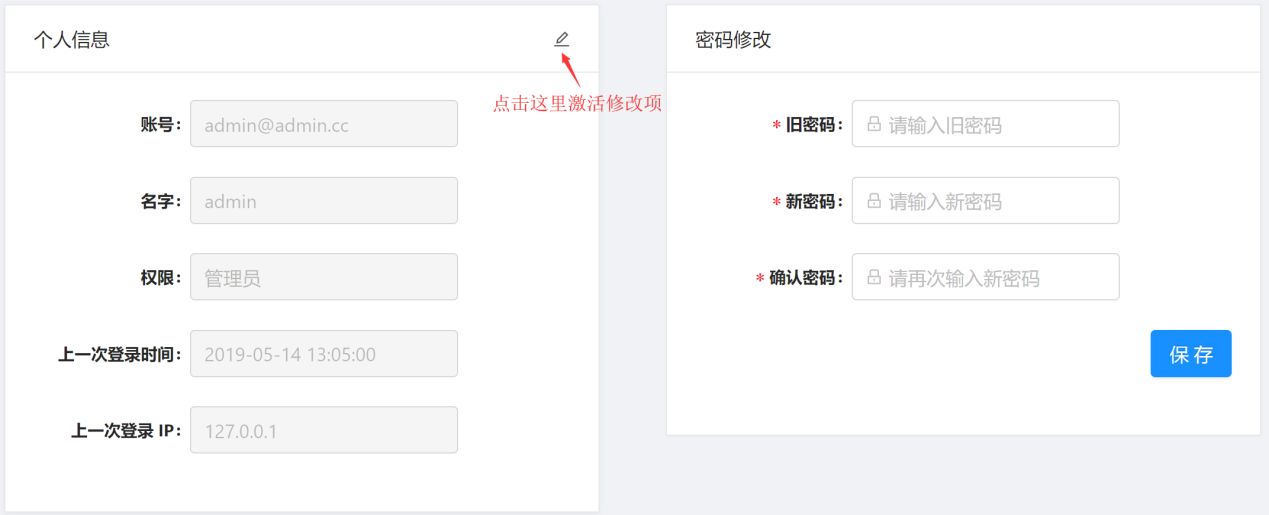 个人信息
点击这里激活修改项
账号：
admin@admin.cc
名字：
admin
权限：
管理员
上一次登录时间：
2019-05-14 13:05:00
上一次登录 IP：
127.0.0.1
密码修改
* 旧密码：
请输入旧密码
* 新密码：
请输入新密码
* 确认密码：
请再次输入新密码
保 存